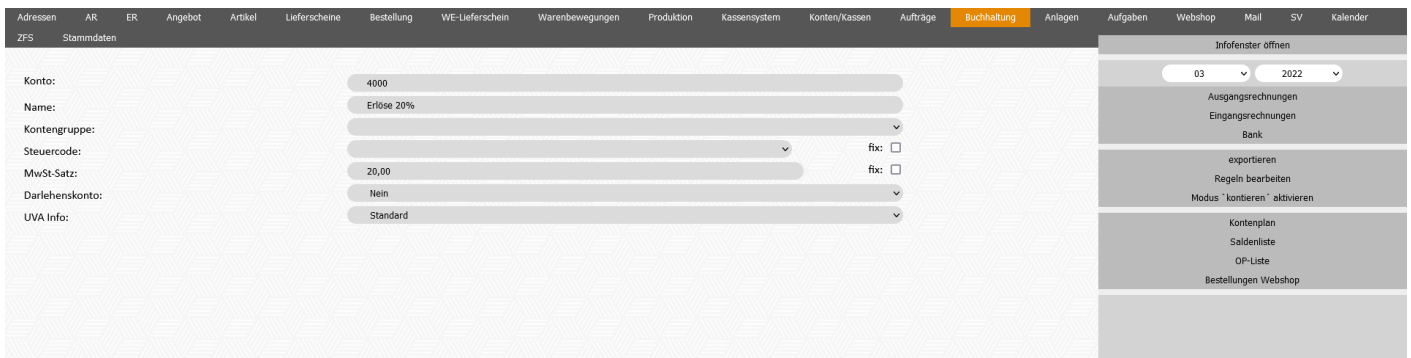 Adressen AR ER Angebot Artikel Lieferscheine Bestellung WE-Lieferschein Warenbewegungen Produktion Kassensystem Konten/Kassen Aufträge Buchhaltung Anlagen Aufgaben Webshop Mail SV Kalender
ZFS Stammdaten
Konto: 4000
Name: Erlöse 20%
Kontengruppe:
Steuercode: fix:
MwSt-Satz: 20,00 fix:
Darlehenskonto: Nein
UVA Info: Standard
Infofenster öffnen
03 2022
Ausgangsrechnungen
Eingangsrechnungen
Bank
exportieren
Regeln bearbeiten
Modus ´kontieren´ aktivieren
Kontenplan
Saldenliste
OP-Liste
Bestellungen Webshop